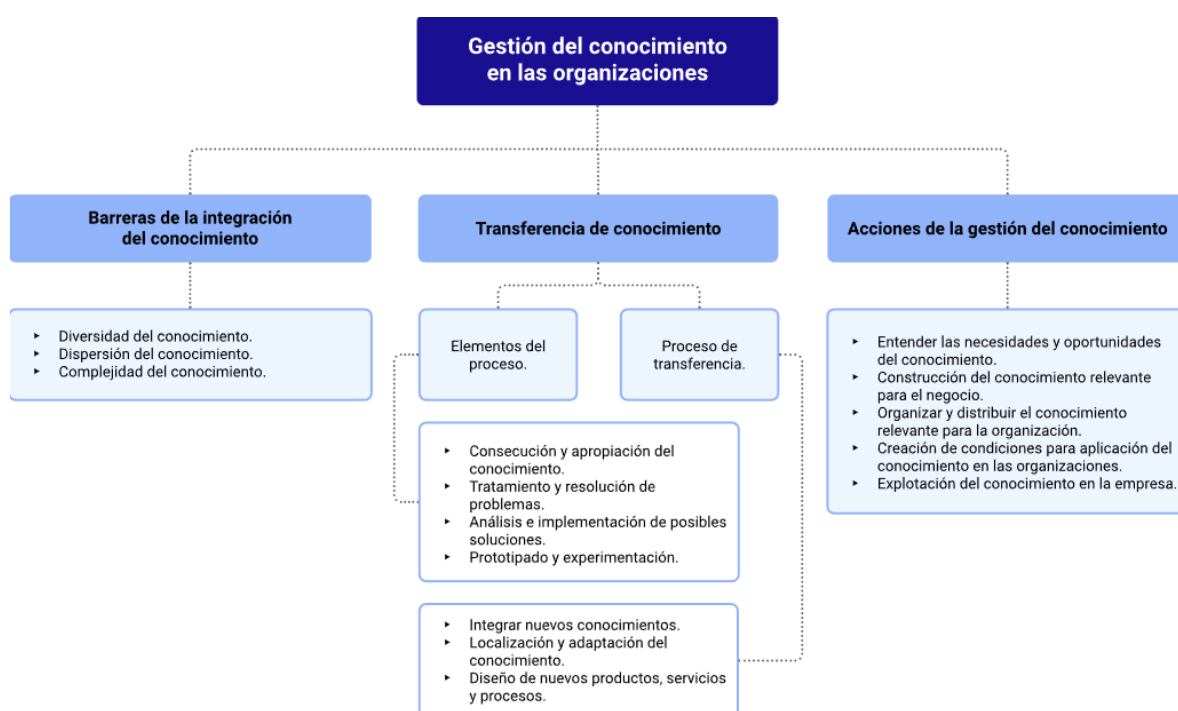 Gestión del conocimiento
en las organizaciones
Barreras de la integración
del conocimiento
▸ Diversidad del conocimiento.
▸ Dispersión del conocimiento.
▸ Complejidad del conocimiento.
Transferencia de conocimiento
Elementos del
proceso.
Proceso de
transferencia.
▸ Consecución y apropiación del
conocimiento.
▸ Tratamiento y resolución de
problemas.
▸ Análisis e implementación de posibles
soluciones.
▸ Prototipado y experimentación.
▸ Integrar nuevos conocimientos.
▸ Localización y adaptación del
conocimiento.
▸ Diseño de nuevos productos, servicios
y procesos.
Acciones de la gestión del conocimiento
▸ Entender las necesidades y oportunidades
del conocimiento.
▸ Construcción del conocimiento relevante
para el negocio.
▸ Organizar y distribuir el conocimiento
relevante para la organización.
▸ Creación de condiciones para aplicación del
conocimiento en las organizaciones.
▸ Explotación del conocimiento en la empresa.